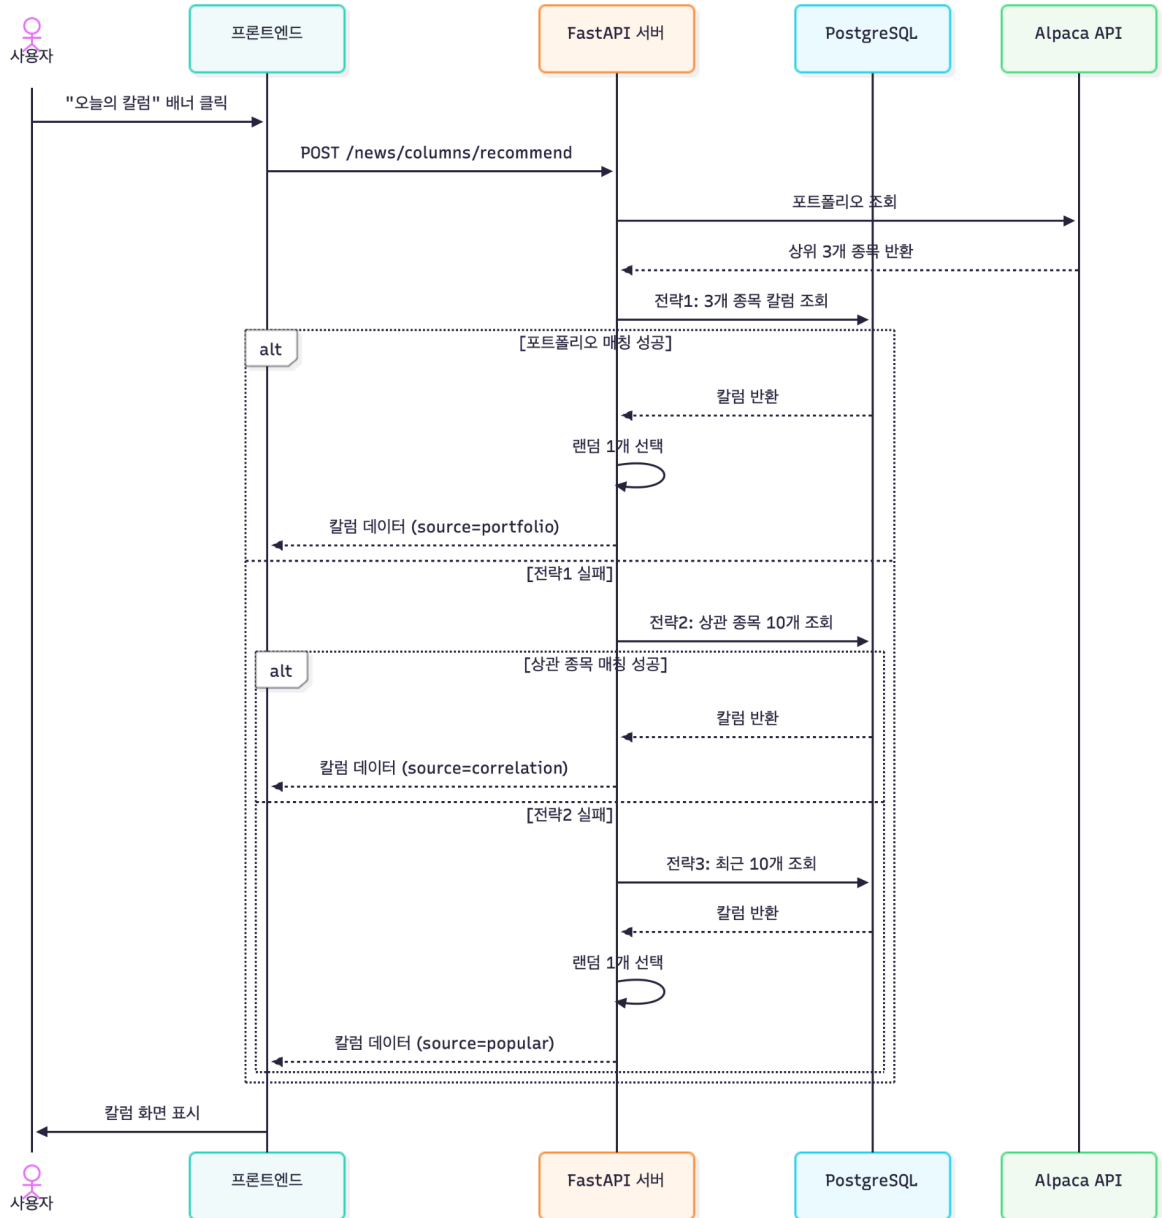 사용자
프론트엔드
FastAPI 서버
PostgreSQL
Alpaca API
"오늘의 칼럼" 배너 클릭
POST /news/columns/recommend
포트폴리오 조회
상위 3개 종목 반환
전략1: 3개 종목 칼럼 조회
alt
[포트폴리오 매칭 성공]
칼럼 반환
랜덤 1개 선택
칼럼 데이터 (source=portfolio)
[전략1 실패]
전략2: 상관 종목 10개 조회
alt
[상관 종목 매칭 성공]
칼럼 반환
칼럼 데이터 (source=correlation)
[전략2 실패]
전략3: 최근 10개 조회
칼럼 반환
랜덤 1개 선택
칼럼 데이터 (source=popular)
칼럼 화면 표시
사용자
프론트엔드
FastAPI 서버
PostgreSQL
Alpaca API